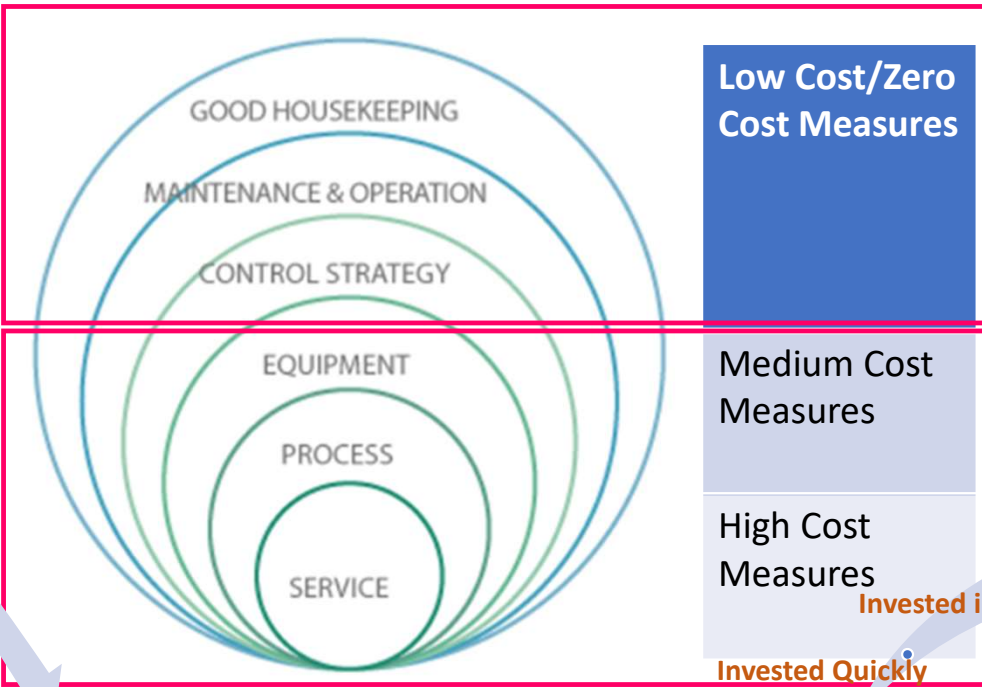 GOOD HOUSEKEEPING
MAINTENANCE & OPERATION
CONTROL STRATEGY
EQUIPMENT
PROCESS
SERVICE
Low Cost/Zero
Cost Measures
Medium Cost
Measures
High Cost
Measures
Invested i
Invested Quickly